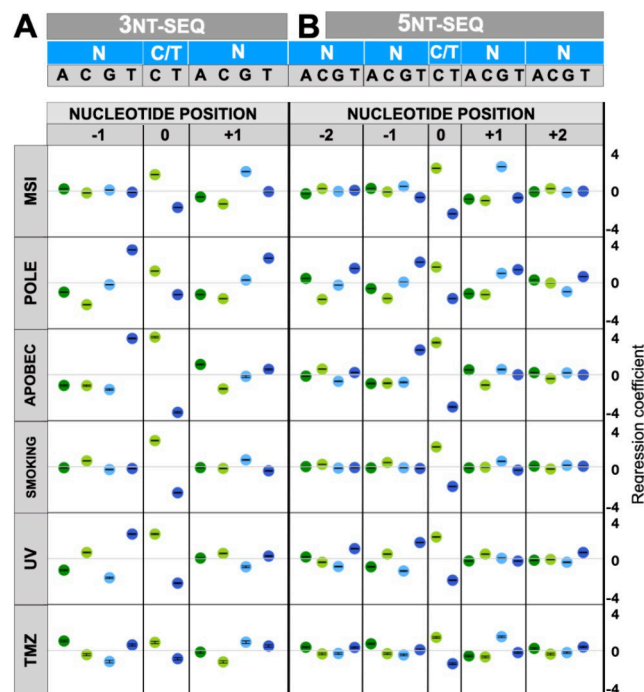 A 3NT-SEQ B 5NT-SEQ
N C/T N N N C/T N N
A C G T C T A C G T A C G T A C G T C T A C G T A C G T
NUCLEOTIDE POSITION NUCLEOTIDE POSITION
-1 0 +1 -2 -1 0 +1 +2
MSI 4 0 -4
POLE 4 0 -4
APOBEC 4 0 -4
SMOKING 4 0 -4
UV 4 0 -4
TMZ 4 0 -4
Regression coefficient